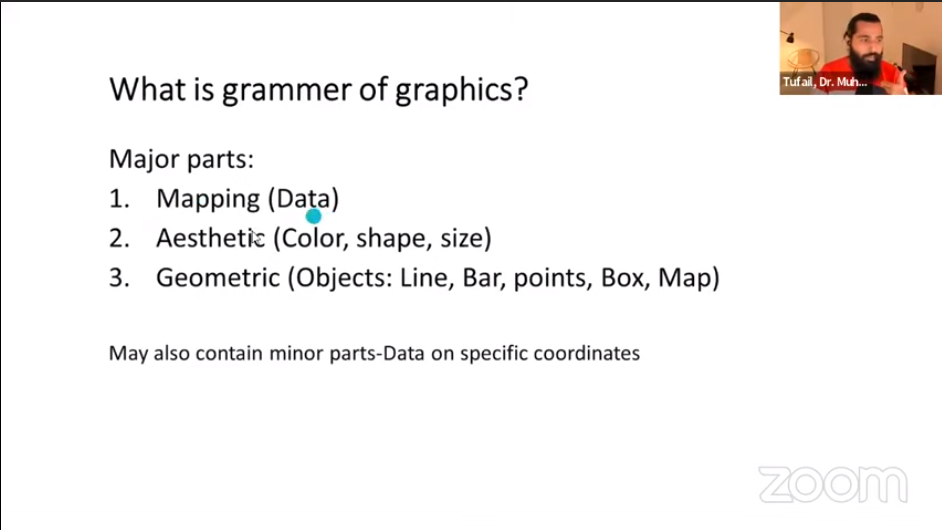 What is grammer of graphics?
Tufail, Dr. Muh...
Major parts:
1. Mapping (Data)
2. Aesthetic (Color, shape, size)
3. Geometric (Objects: Line, Bar, points, Box, Map)
May also contain minor parts-Data on specific coordinates
zoom